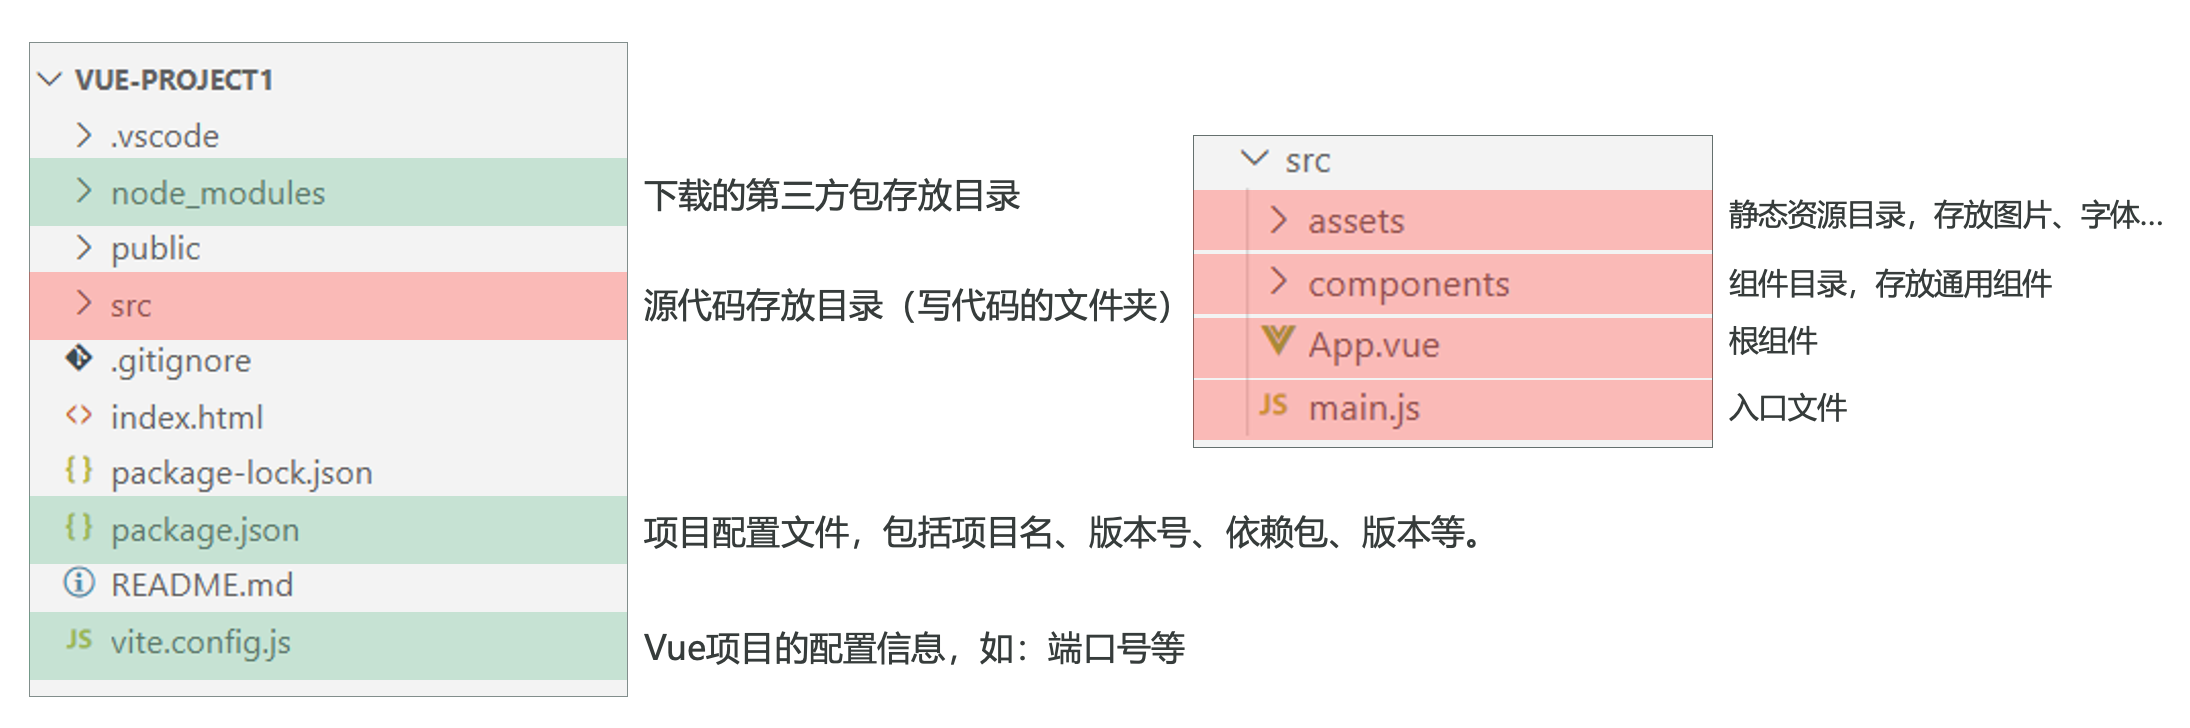 VUE-PROJECT1
.vscode
node_modules
下载的第三方包存放目录
public
src
源代码存放目录（写代码的文件夹）
.gitignore
index.html
package-lock.json
package.json
项目配置文件，包括项目名、版本号、依赖包、版本等。
README.md
JS vite.config.js
Vue项目的配置信息，如：端口号等
src
assets
静态资源目录，存放图片、字体...
components
组件目录，存放通用组件
App.vue
根组件
JS main.js
入口文件